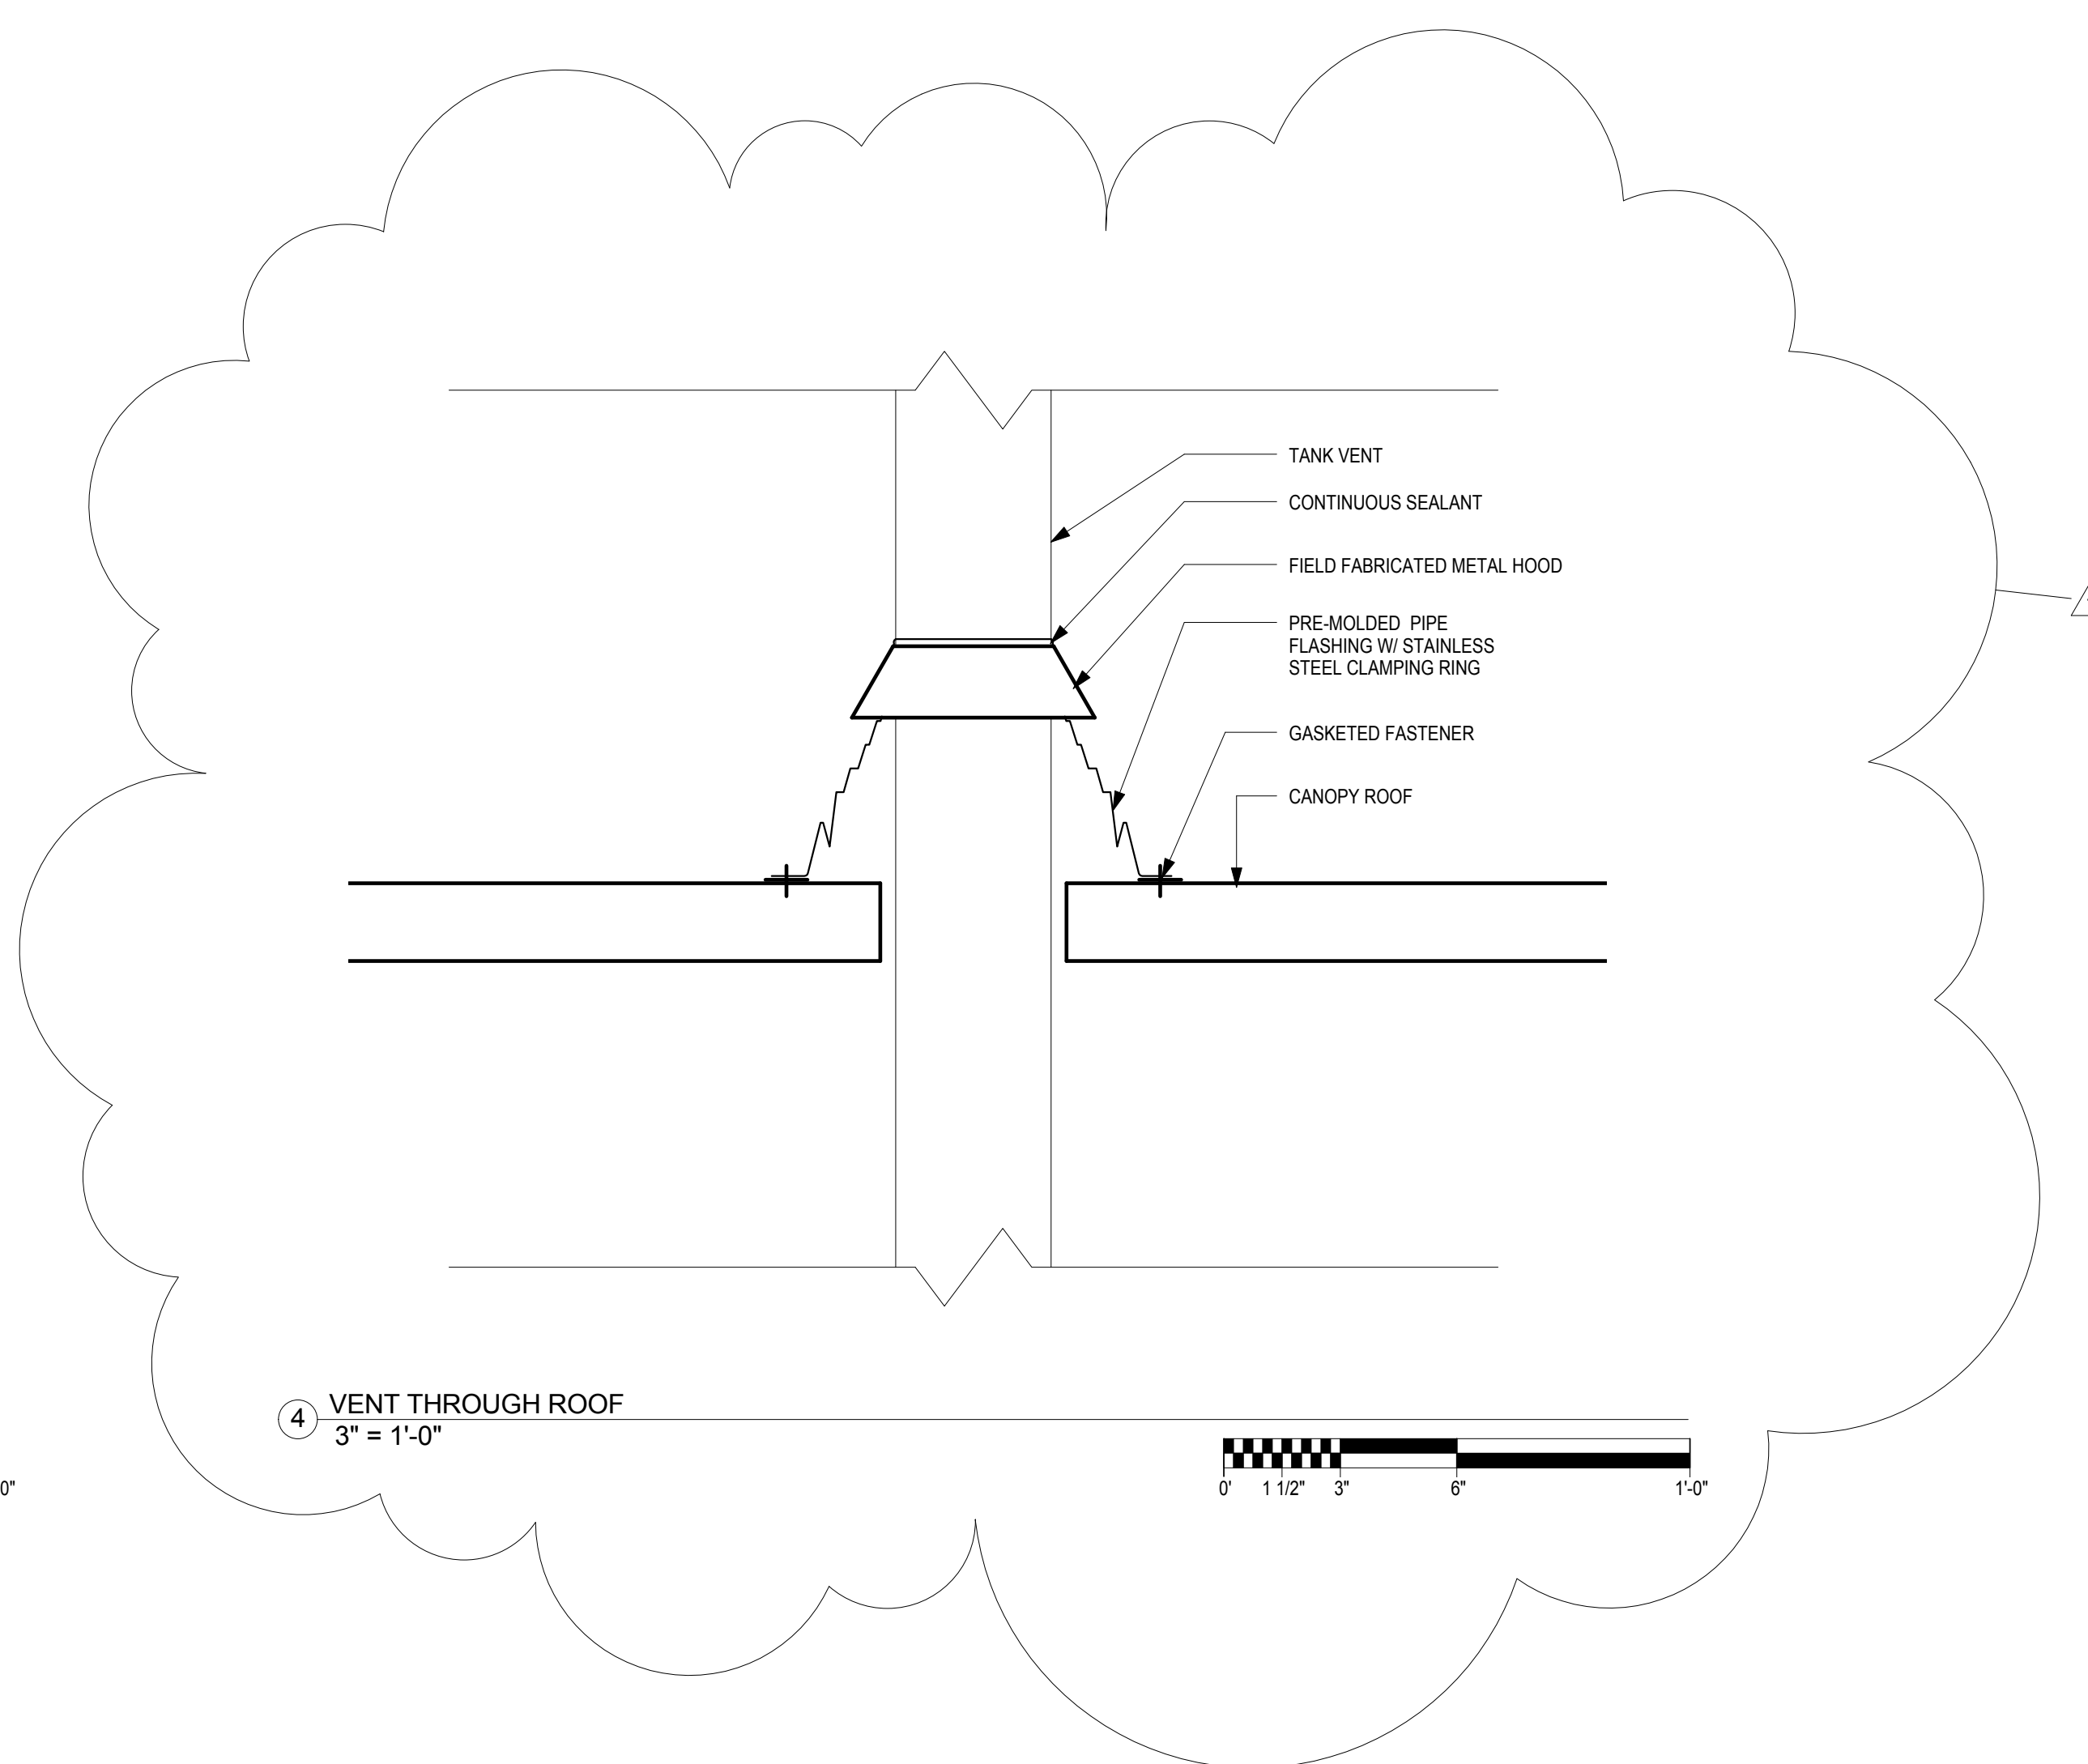 TANK VENT
CONTINUOUS SEALANT
FIELD FABRICATED METAL HOOD
PRE-MOLDED  PIPE
FLASHING W/ STAINLESS
STEEL CLAMPING RING
GASKETED FASTENER
CANOPY ROOF
4
VENT THROUGH ROOF
3" = 1'-0"
0"
0'
1 1/2"
3"
6"
1'-0"